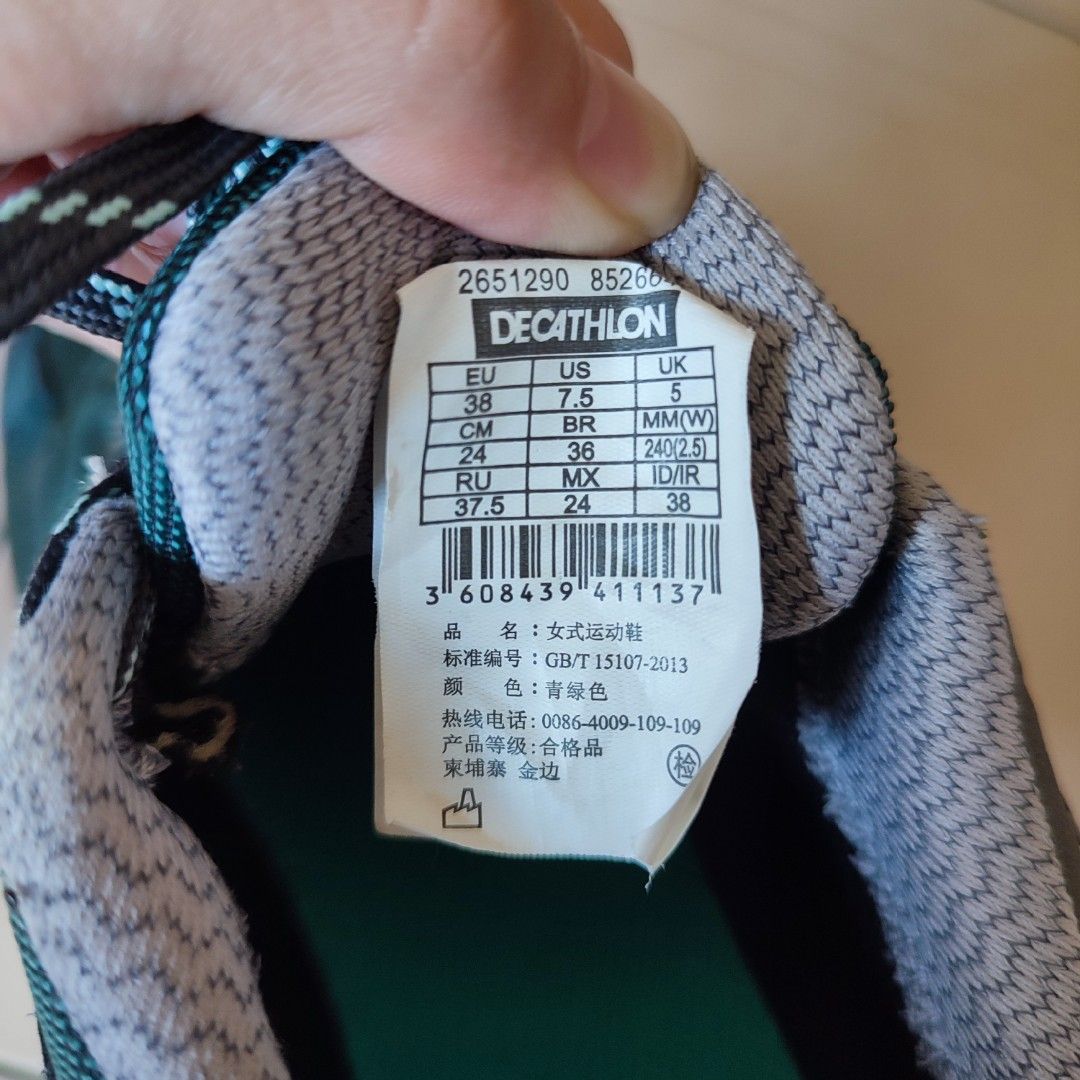 2651290
DECATHLON
EU US UK
38 7.5 5
CM BR MM(W)
24 36 240(2.5)
RU MX ID/IR
37.5 24 38
3 608439 411137
品 名：女式运动鞋
标准编号：GB/T 15107-2013
颜 色：青绿色
热线电话：0086-4009-109-109
产品等级：合格品
柬埔寨 金边
检